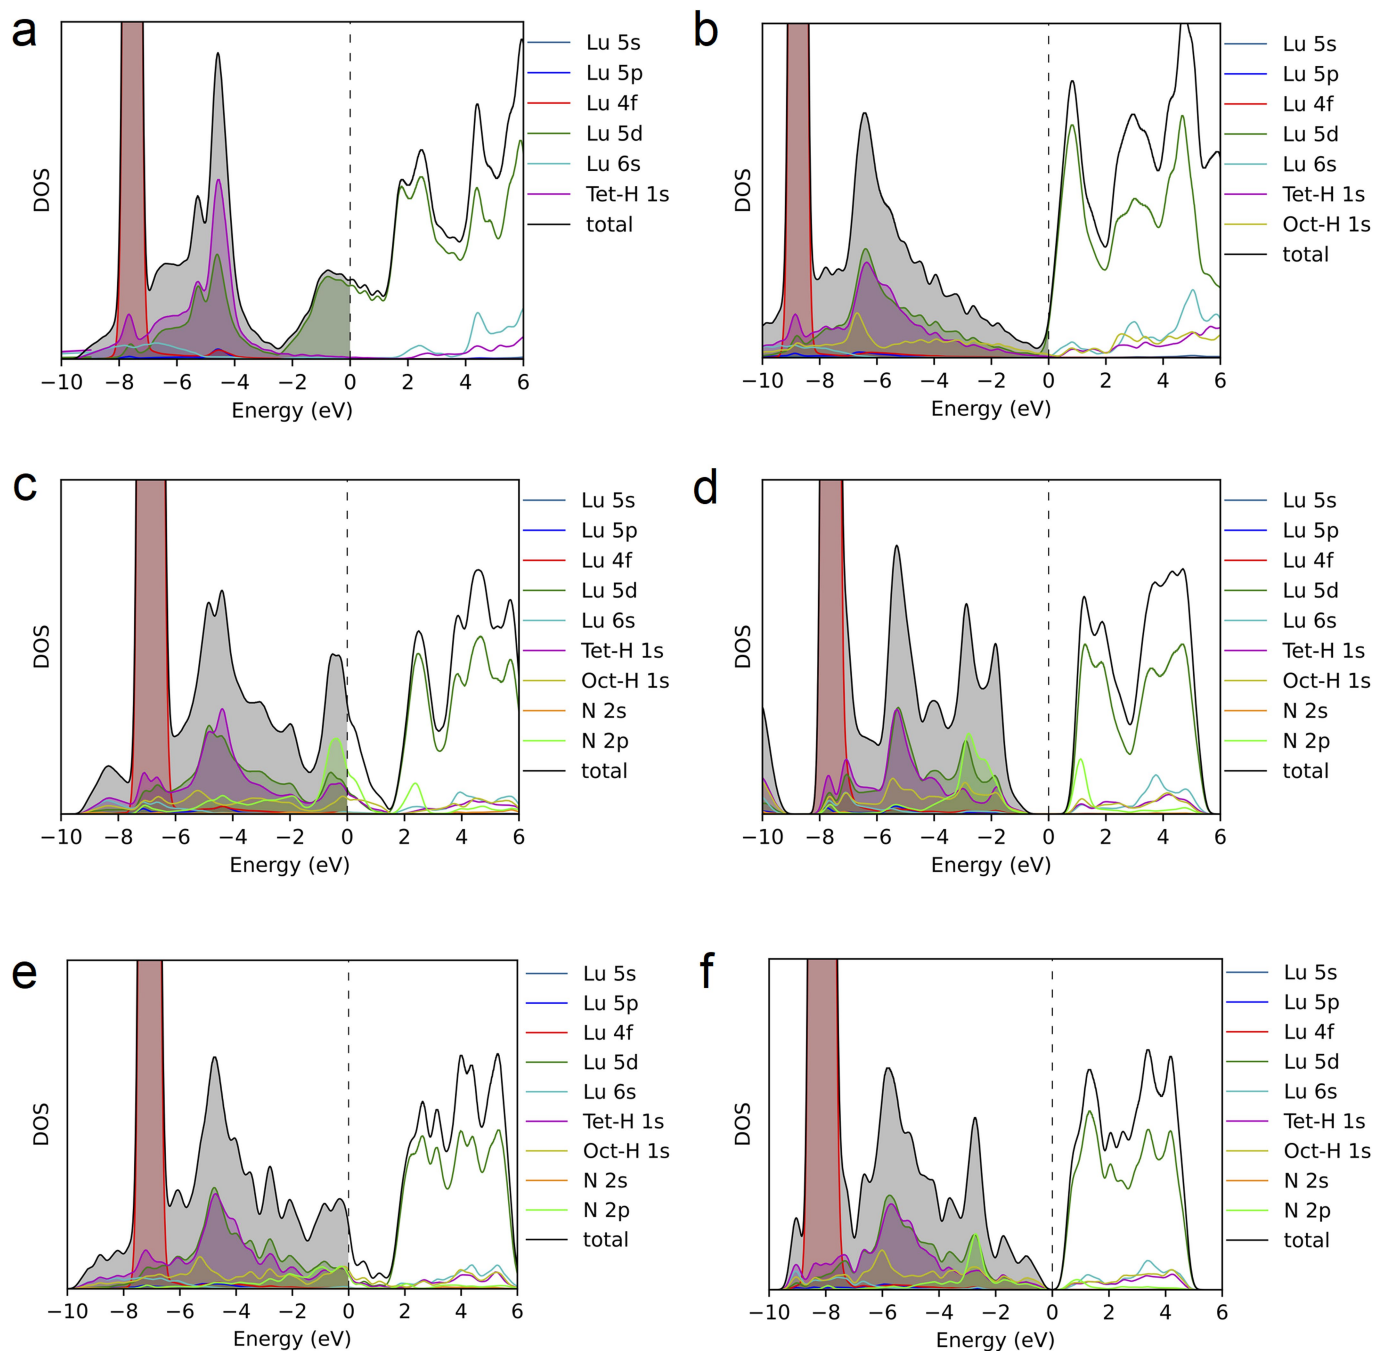 a
DOS
Lu 5s
Lu 5p
Lu 4f
Lu 5d
Lu 6s
Tet-H 1s
total
−10 −8 −6 −4 −2 0 2 4 6
Energy (eV)
b
DOS
Lu 5s
Lu 5p
Lu 4f
Lu 5d
Lu 6s
Tet-H 1s
Oct-H 1s
total
−10 −8 −6 −4 −2 0 2 4 6
Energy (eV)
c
DOS
Lu 5s
Lu 5p
Lu 4f
Lu 5d
Lu 6s
Tet-H 1s
Oct-H 1s
N 2s
N 2p
total
−10 −8 −6 −4 −2 0 2 4 6
Energy (eV)
d
DOS
Lu 5s
Lu 5p
Lu 4f
Lu 5d
Lu 6s
Tet-H 1s
Oct-H 1s
N 2s
N 2p
total
−10 −8 −6 −4 −2 0 2 4 6
Energy (eV)
e
DOS
Lu 5s
Lu 5p
Lu 4f
Lu 5d
Lu 6s
Tet-H 1s
Oct-H 1s
N 2s
N 2p
total
−10 −8 −6 −4 −2 0 2 4 6
Energy (eV)
f
DOS
Lu 5s
Lu 5p
Lu 4f
Lu 5d
Lu 6s
Tet-H 1s
Oct-H 1s
N 2s
N 2p
total
−10 −8 −6 −4 −2 0 2 4 6
Energy (eV)